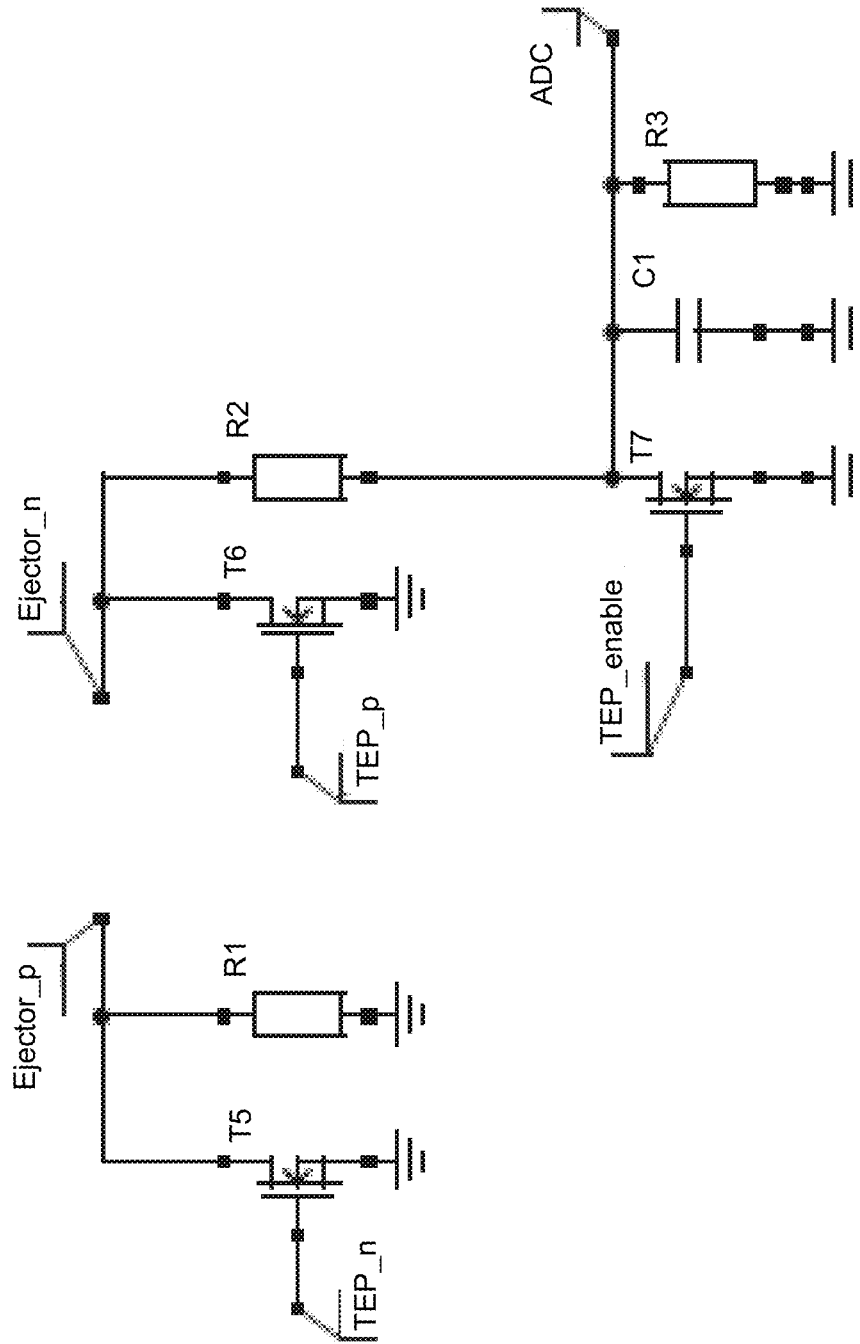 Ejector_p
R1
T5
TEP_n
Ejector_n
R2
T6
TEP_p
ADC
R3
C1
T7
TEP_enable